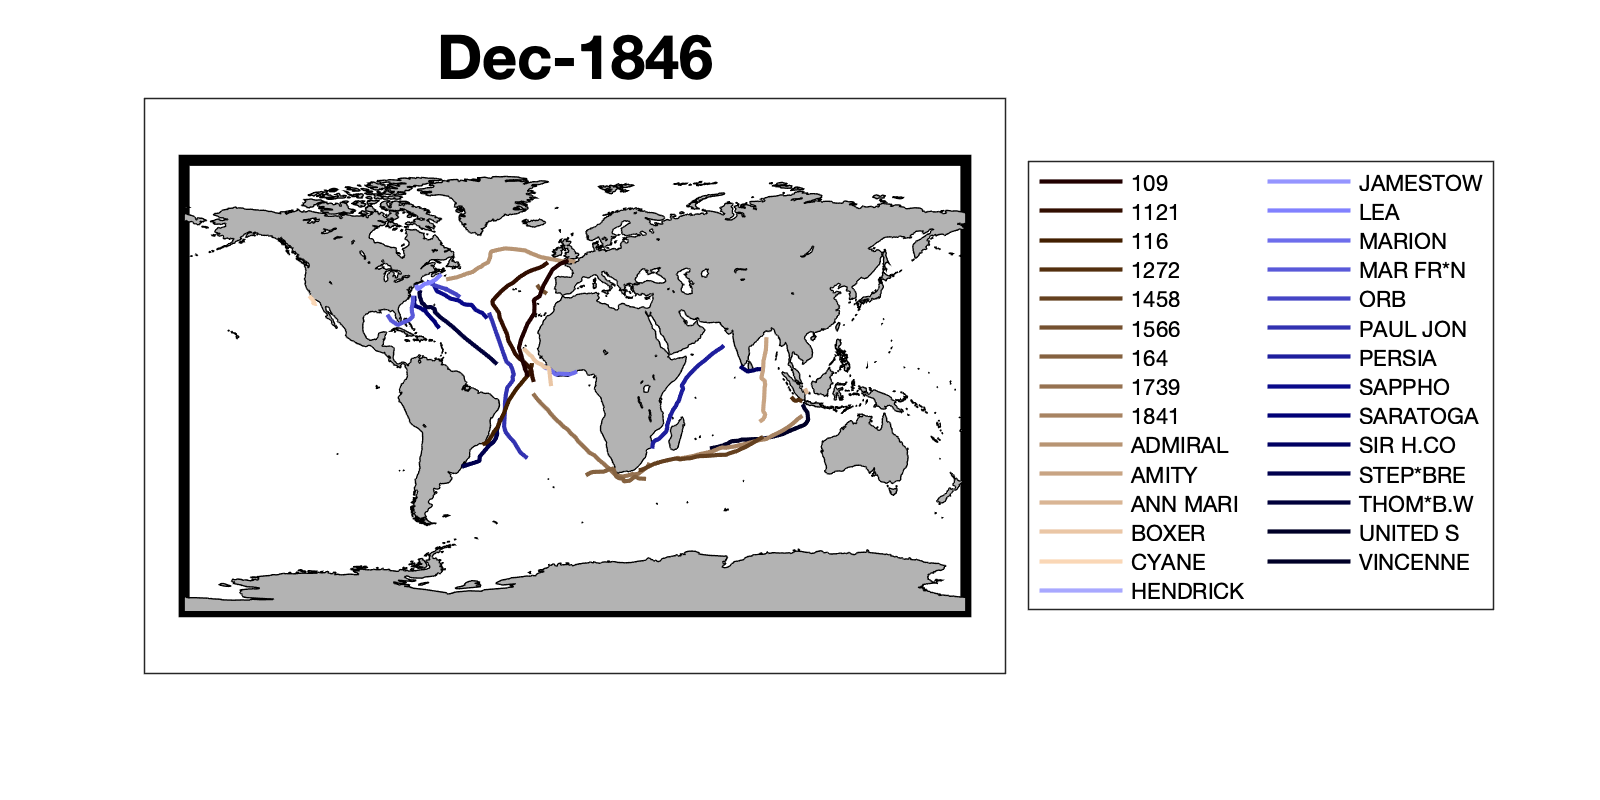 Dec-1846
109
1121
116
1272
1458
1566
164
1739
1841
ADMIRAL
AMITY
ANN MARI
BOXER
CYANE
HENDRICK
JAMESTOW
LEA
MARION
MAR FR*N
ORB
PAUL JON
PERSIA
SAPPHO
SARATOGA
SIR H.CO
STEP*BRE
THOM*B.W
UNITED S
VINCENNE